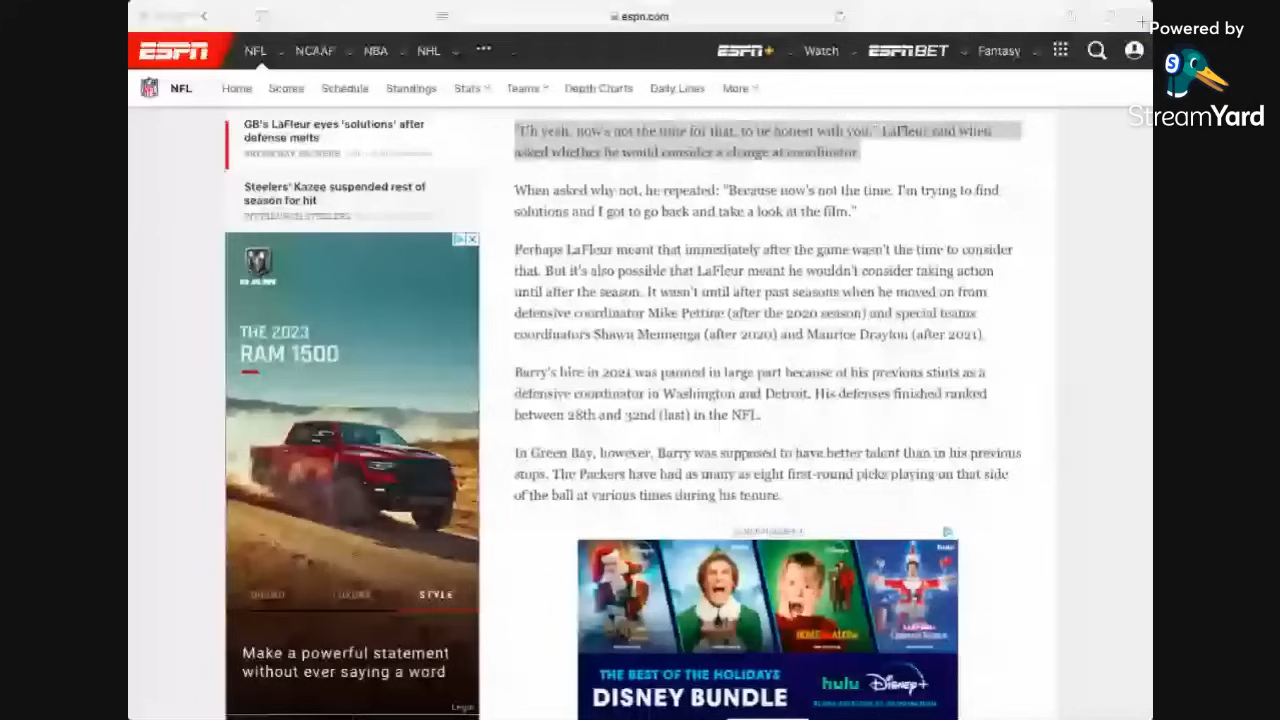 espn.com
Powered by
StreamYard
ESPN NFL NCAAF NBA NHL ... ESPN+ Watch ESPN BET Fantasy
NFL Home Scores Schedule Standings Stats Teams Depth Charts Daily Lines More
GB's LaFleur eyes 'solutions' after
defense melts
Steelers' Kazee suspended rest of
season for hit
PITTSBURGH STEELERS
RAM
THE 2023
RAM 1500
LUXURY STYLE
Make a powerful statement
without ever saying a word
Legal
"Uh yeah, now's not the time for that, to be honest with you," LaFleur said when
asked whether he would consider a change at coordinator.
When asked why not, he repeated: "Because now's not the time. I'm trying to find
solutions and I got to go back and take a look at the film."
Perhaps LaFleur meant that immediately after the game wasn't the time to consider
that. But it's also possible that LaFleur meant he wouldn't consider taking action
until after the season. It wasn't until after past seasons when he moved on from
defensive coordinator Mike Pettine (after the 2020 season) and special teams
coordinators Shawn Mennenga (after 2020) and Maurice Drayton (after 2021).
Barry's hire in 2021 was panned in large part because of his previous stints as a
defensive coordinator in Washington and Detroit. His defenses finished ranked
between 28th and 32nd (last) in the NFL.
In Green Bay, however, Barry was supposed to have better talent than in his previous
stops. The Packers have had as many as eight first-round picks playing on that side
of the ball at various times during his tenure.
HOME ALONE
THE BEST OF THE HOLIDAYS
DISNEY BUNDLE
hulu Disney+